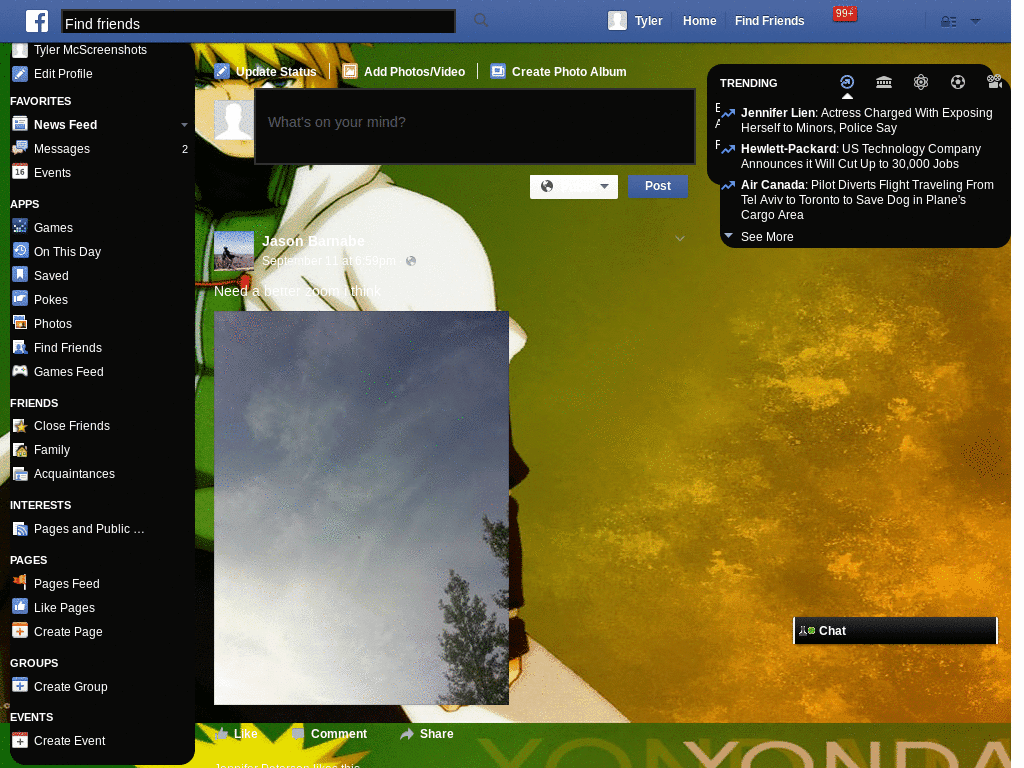 Find friends
Tyler
Home
Find Friends
99+
Tyler McScreenshots
Edit Profile
FAVORITES
News Feed
Messages
2
Events
APPS
Games
On This Day
Saved
Pokes
Photos
Find Friends
Games Feed
FRIENDS
Close Friends
Family
Acquaintances
INTERESTS
Pages and Public ...
PAGES
Pages Feed
Like Pages
Create Page
GROUPS
Create Group
EVENTS
Create Event
Update Status
Add Photos/Video
Create Photo Album
What's on your mind?
Post
Jason Barnabe
September 11 at 6:59pm ·
Need a better zoom I think
Like
Comment
Share
Jennifer Peterson likes this
TRENDING
Jennifer Lien: Actress Charged With Exposing
Herself to Minors, Police Say
Hewlett-Packard: US Technology Company
Announces it Will Cut Up to 30,000 Jobs
Air Canada: Pilot Diverts Flight Traveling From
Tel Aviv to Toronto to Save Dog in Plane's
Cargo Area
See More
Chat